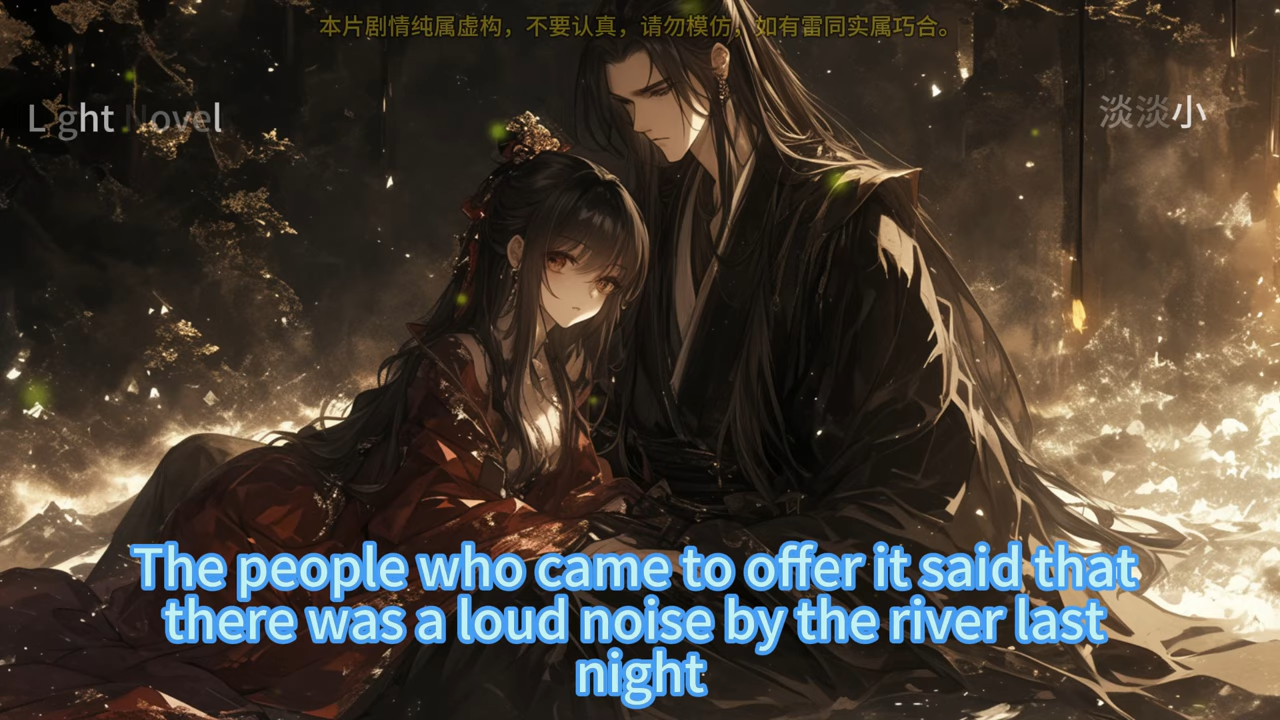 本片剧情纯属虚构，不要认真，请勿模仿，如有雷同实属巧合。
Light Novel
淡淡小
The people who came to offer it said that
there was a loud noise by the river last
night